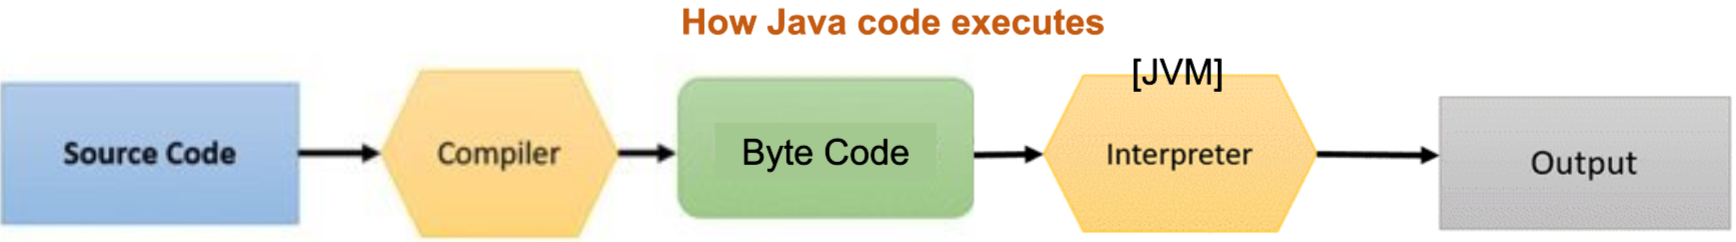 How Java code executes
Source Code
Compiler
Byte Code
[JVM]
Interpreter
Output